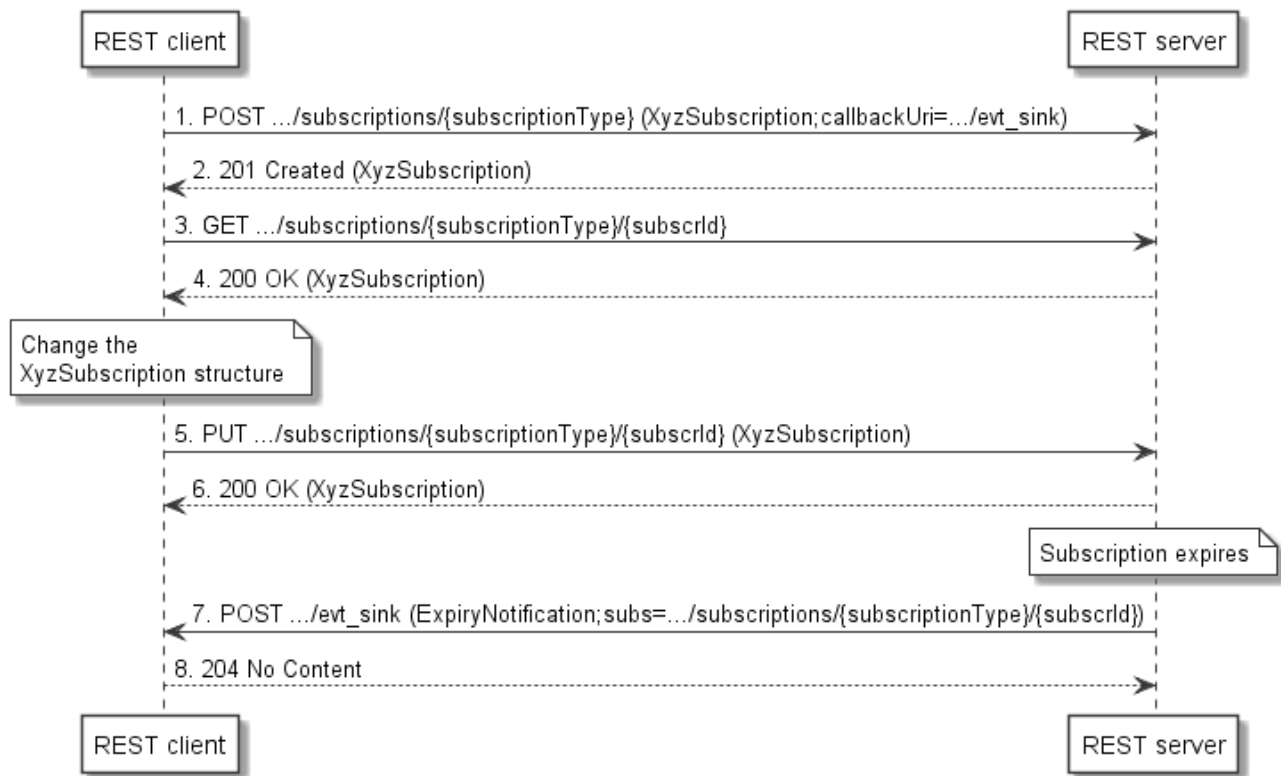 REST client
REST server
1. POST .../subscriptions/{subscriptionType} (XyzSubscription;callbackUri=.../evt_sink)
2. 201 Created (XyzSubscription)
3. GET .../subscriptions/{subscriptionType}/{subscrId}
4. 200 OK (XyzSubscription)
Change the
XyzSubscription structure
5. PUT .../subscriptions/{subscriptionType}/{subscrId} (XyzSubscription)
6. 200 OK (XyzSubscription)
Subscription expires
7. POST .../evt_sink (ExpiryNotification;subs=.../subscriptions/{subscriptionType}/{subscrId})
8. 204 No Content
REST client
REST server